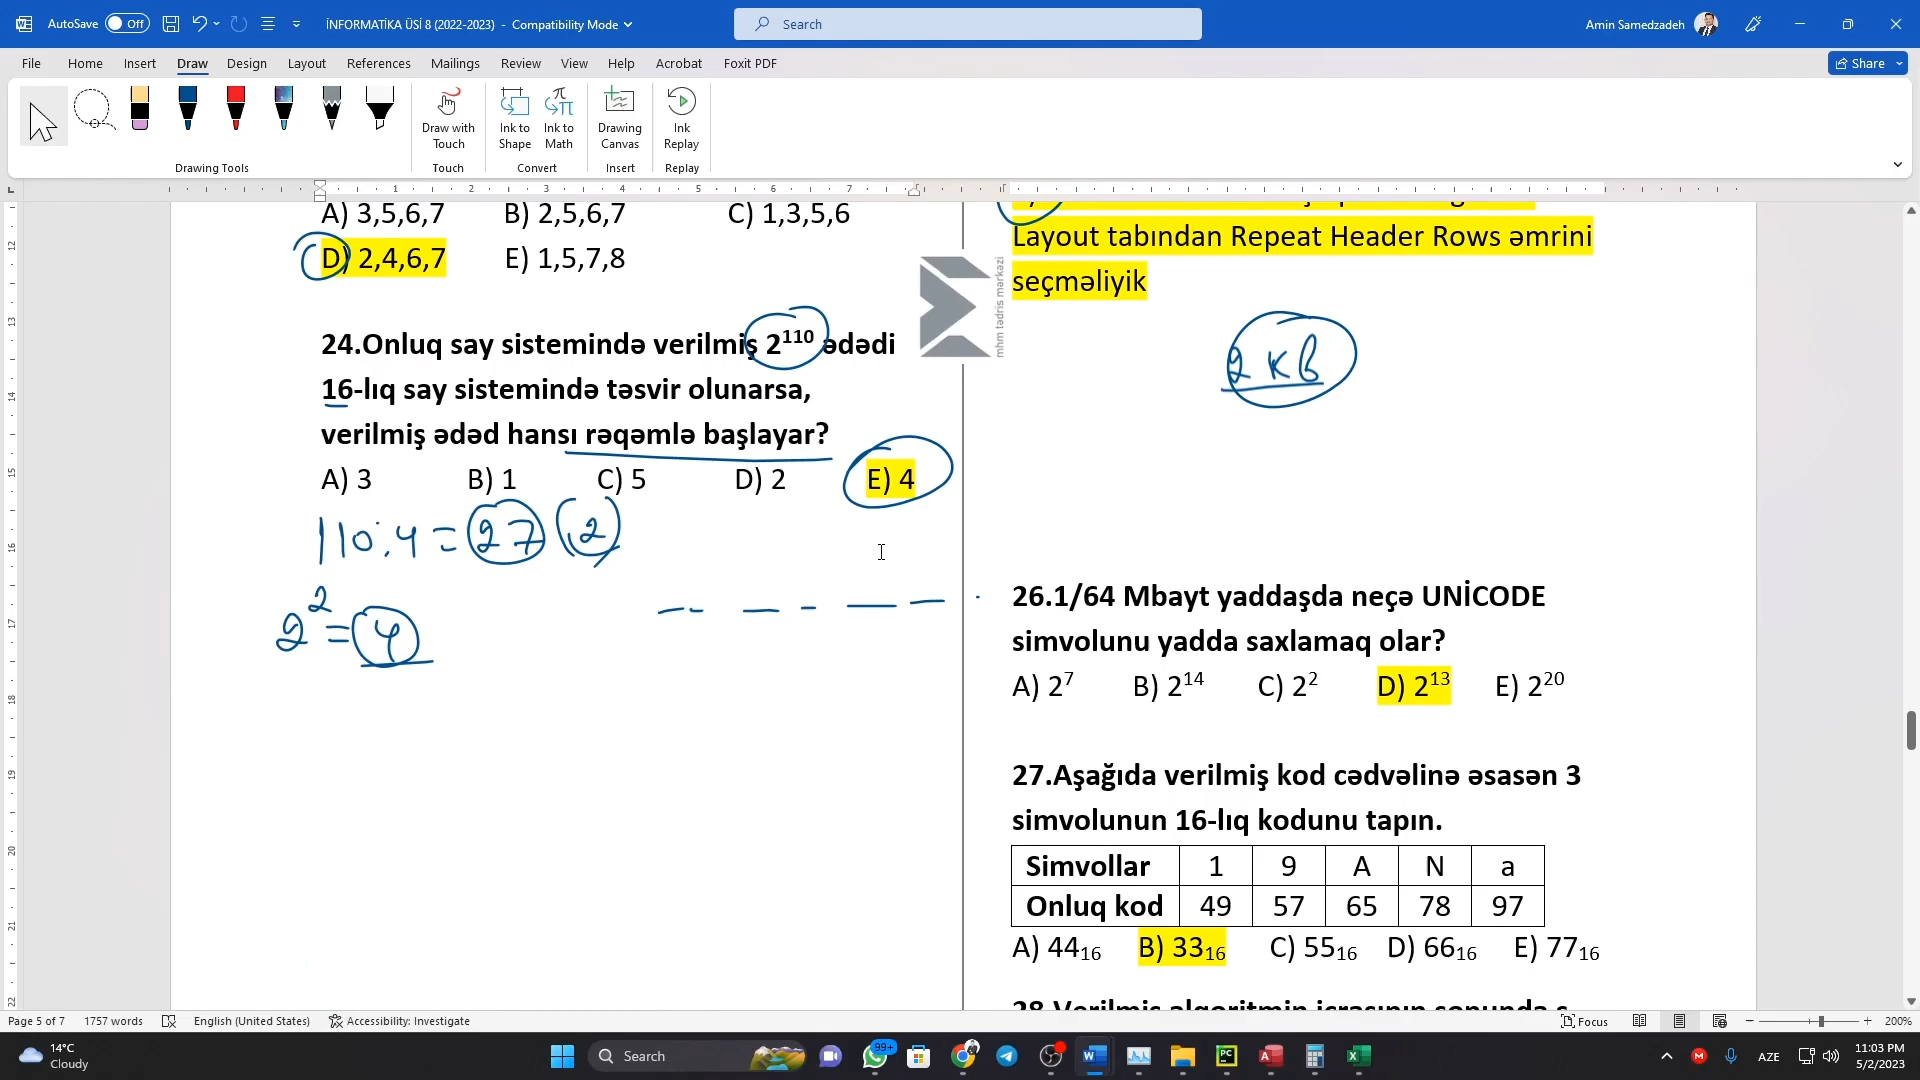 AutoSave Off İNFORMATİKA ÜSİ 8 (2022-2023) - Compatibility Mode Search Amin Samedzadeh
File Home Insert Draw Design Layout References Mailings Review View Help Acrobat Foxit PDF Share
Draw with Touch
Ink to Shape
Ink to Math
Drawing Canvas
Ink Replay
Drawing Tools Touch Convert Insert Replay
A) 3,5,6,7 B) 2,5,6,7 C) 1,3,5,6
D) 2,4,6,7 E) 1,5,7,8
24.Onluq say sistemində verilmiş 2¹¹⁰ ədədi
16-lıq say sistemində təsvir olunarsa,
verilmiş ədəd hansı rəqəmlə başlayar?
A) 3 B) 1 C) 5 D) 2 E) 4
110:4=27 (2)
2²=4
mhm tədris mərkəzi
Layout tabından Repeat Header Rows əmrini
seçməliyik
2 KB
26.1/64 Mbayt yaddaşda neçə UNİCODE
simvolunu yadda saxlamaq olar?
A) 2⁷ B) 2¹⁴ C) 2² D) 2¹³ E) 2²⁰
27.Aşağıda verilmiş kod cədvəlinə əsasən 3
simvolunun 16-lıq kodunu tapın.
Simvollar 1 9 A N a
Onluq kod 49 57 65 78 97
A) 44₁₆ B) 33₁₆ C) 55₁₆ D) 66₁₆ E) 77₁₆
28.Verilmiş alqoritmin icrasının sonunda s
Page 5 of 7 1757 words English (United States) Accessibility: Investigate Focus 200%
14°C
Cloudy
Search
99+
AZE
11:03 PM
5/2/2023